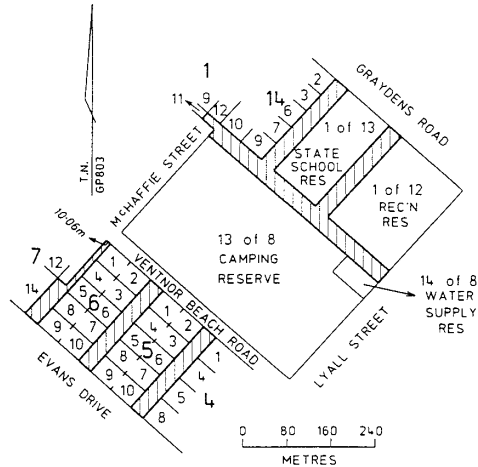 1
11
9
12
10
9
14
7
6
3
2
GRAYDENS ROAD
1 of 13
STATE
SCHOOL
RES
1 of 12
REC'N
RES
McHAFFIE STREET
T.N.
GP803
13 of 8
CAMPING
RESERVE
14 of 8
WATER
SUPPLY
RES
LYALL STREET
VENTNOR BEACH ROAD
10·06m
7
12
14
1
2
4
3
5
6
6
8
7
9
10
1
2
4
3
5
6
5
8
7
9
10
1
4
4
5
8
EVANS DRIVE
0 80 160 240
METRES